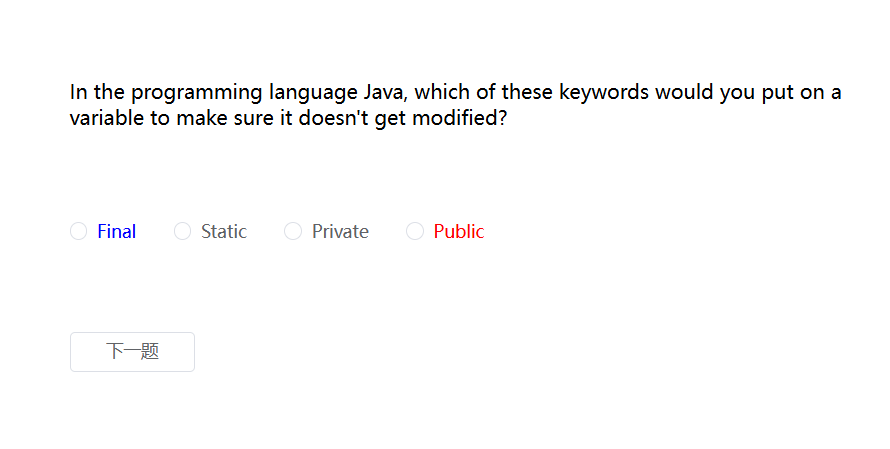 In the programming language Java, which of these keywords would you put on a
variable to make sure it doesn't get modified?
Final Static Private Public
下一题